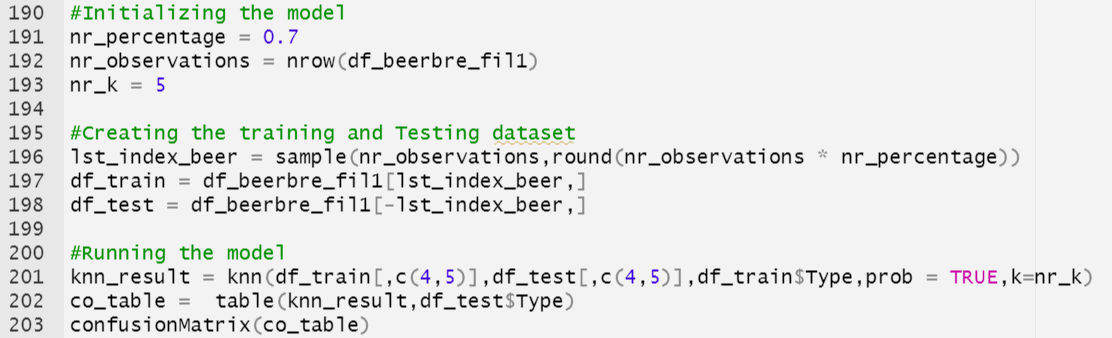 190 #Initializing the model
191 nr_percentage = 0.7
192 nr_observations = nrow(df_beerbre_fil1)
193 nr_k = 5
194
195 #Creating the training and Testing dataset
196 lst_index_beer = sample(nr_observations,round(nr_observations * nr_percentage))
197 df_train = df_beerbre_fil1[lst_index_beer,]
198 df_test = df_beerbre_fil1[-lst_index_beer,]
199
200 #Running the model
201 knn_result = knn(df_train[,c(4,5)],df_test[,c(4,5)],df_train$Type,prob = TRUE,k=nr_k)
202 co_table =  table(knn_result,df_test$Type)
203 confusionMatrix(co_table)